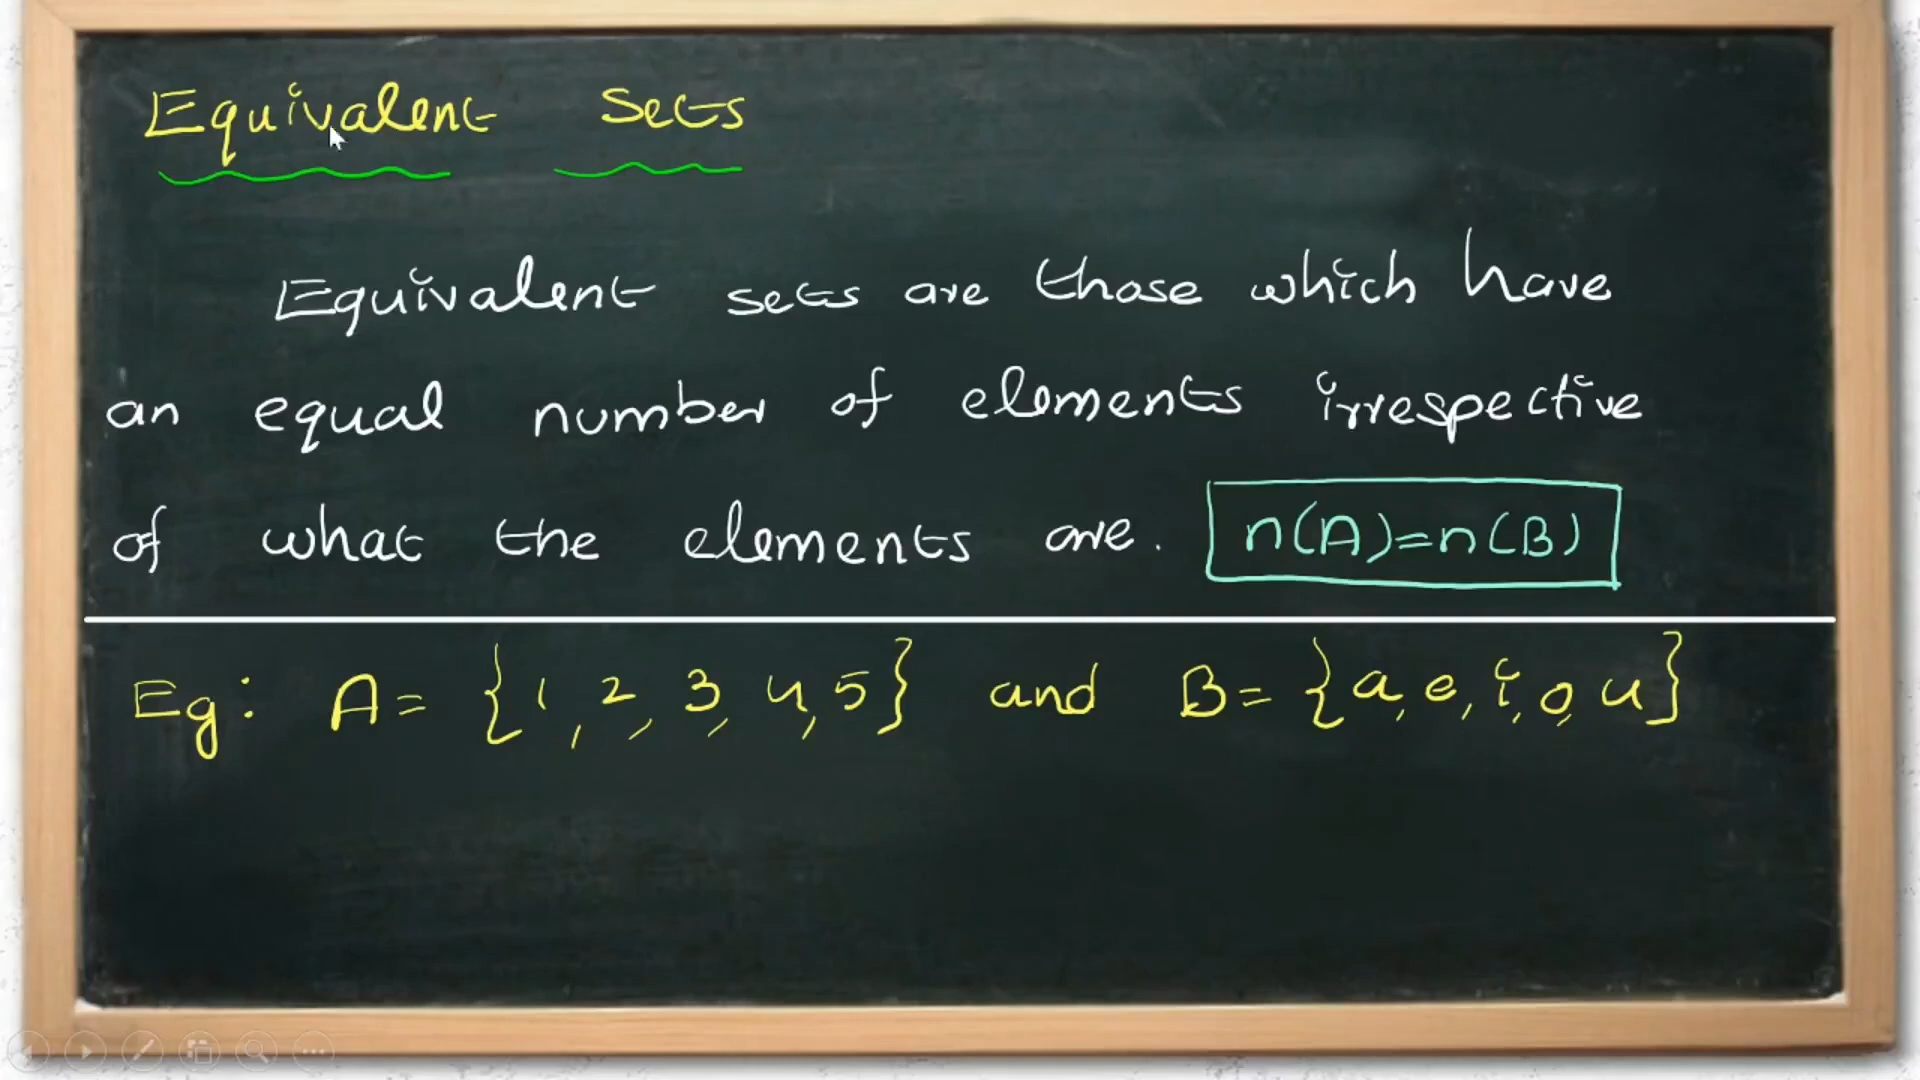 Equivalent Sets
Equivalent sets are those which have
an equal number of elements irrespective
of what the elements are. n(A)=n(B)
Eg: A= {1, 2, 3, 4, 5} and B= {a, e, i, o, u}